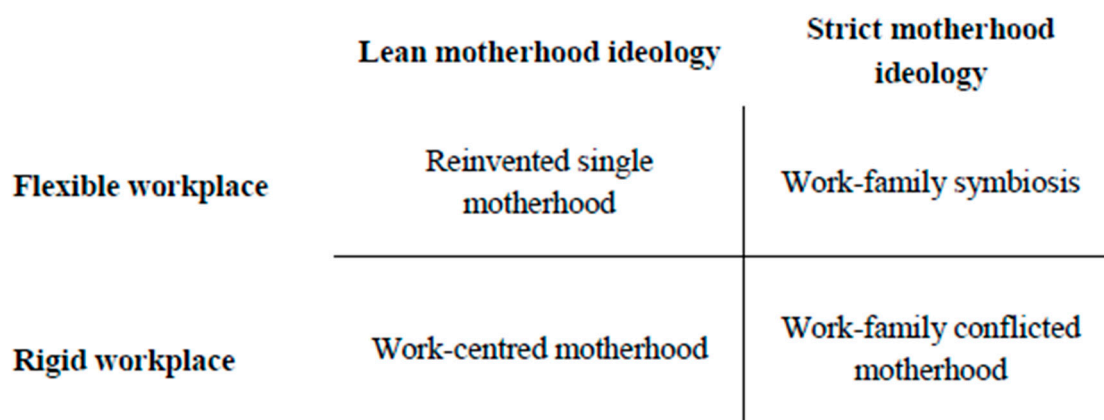 Lean motherhood ideology
Strict motherhood
ideology
Flexible workplace
Reinvented single
motherhood
Work-family symbiosis
Rigid workplace
Work-centred motherhood
Work-family conflicted
motherhood